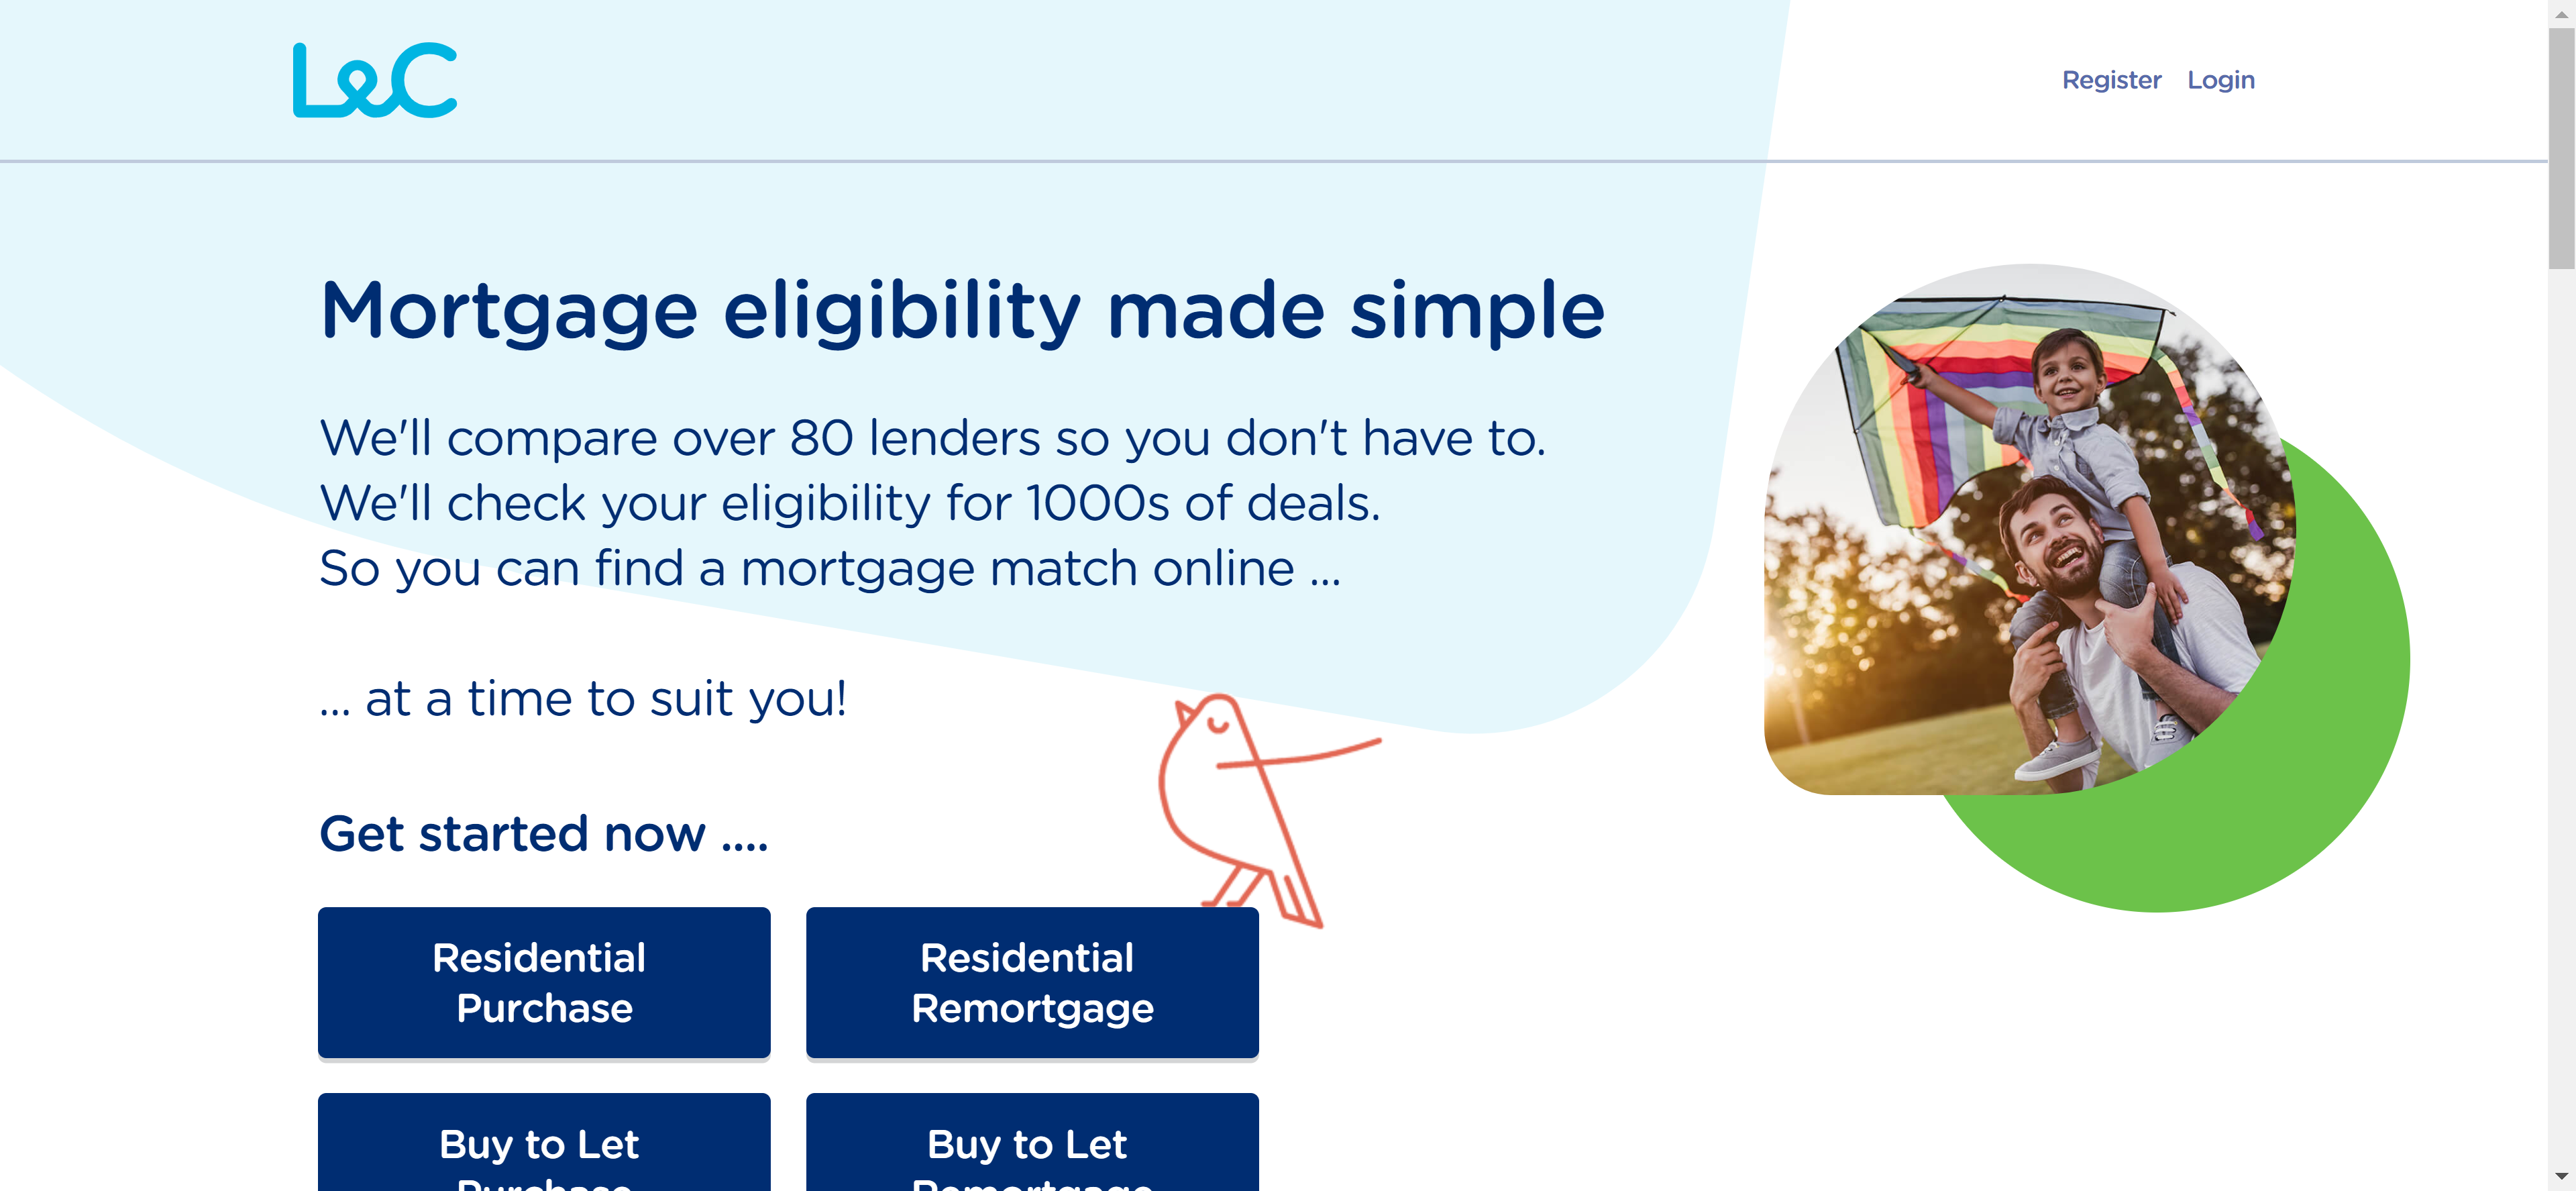 L&C
Register Login
Mortgage eligibility made simple
We'll compare over 80 lenders so you don't have to.
We'll check your eligibility for 1000s of deals.
So you can find a mortgage match online ...
... at a time to suit you!
Get started now ....
Residential
Purchase
Residential
Remortgage
Buy to Let
Purchase
Buy to Let
Remortgage